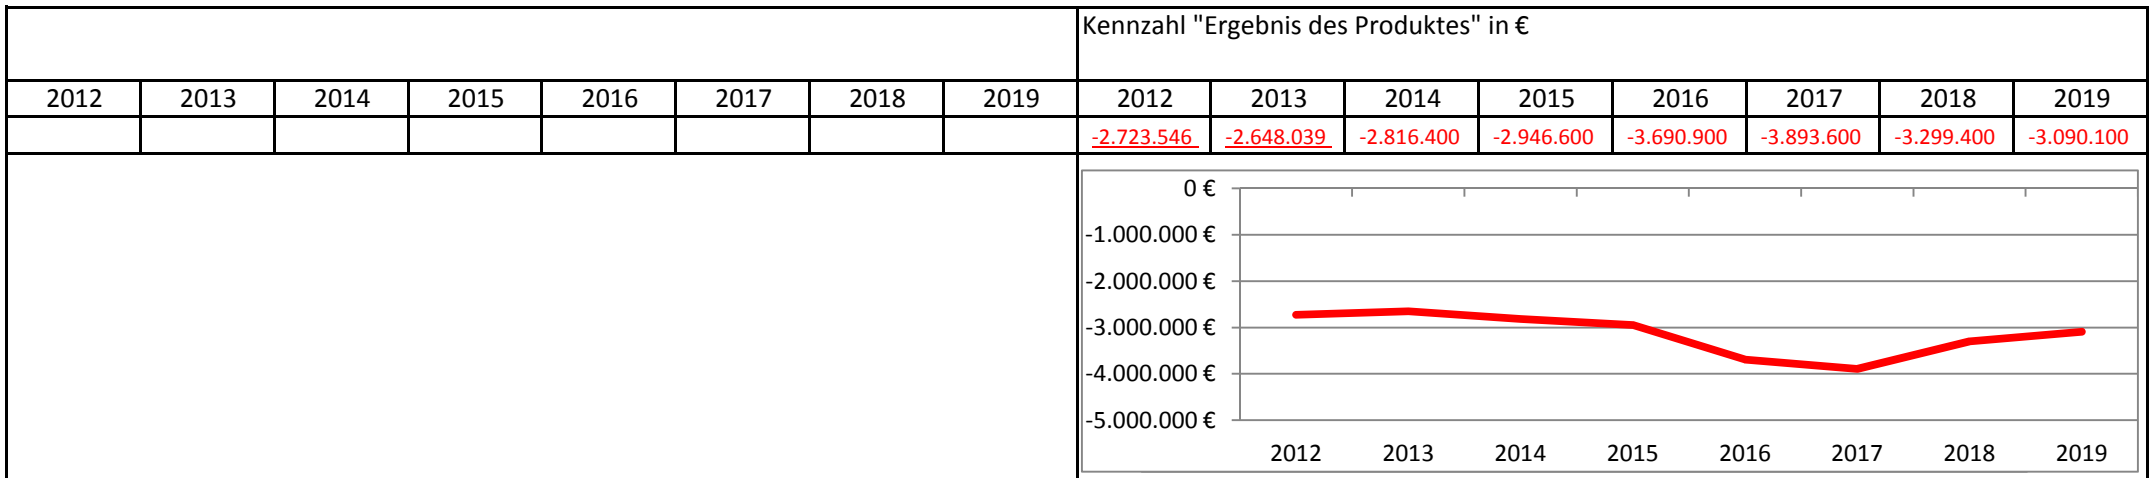 Kennzahl "Ergebnis des Produktes" in €
2012 2013 2014 2015 2016 2017 2018 2019 2012 2013 2014 2015 2016 2017 2018 2019
-2.723.546 -2.648.039 -2.816.400 -2.946.600 -3.690.900 -3.893.600 -3.299.400 -3.090.100
0 €
-1.000.000 €
-2.000.000 €
-3.000.000 €
-4.000.000 €
-5.000.000 €
2012 2013 2014 2015 2016 2017 2018 2019